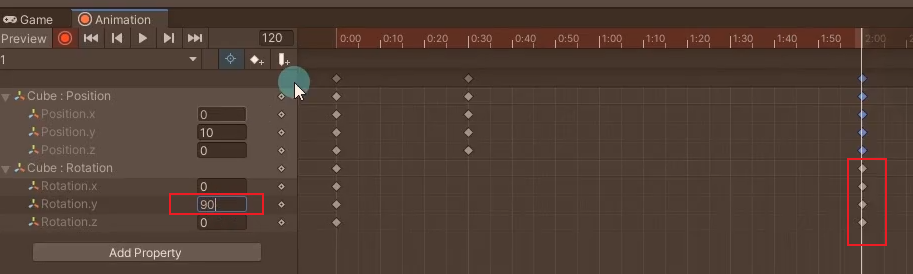 Game Animation
Preview 120 0:00 0:10 0:20 0:30 0:40 0:50 1:00 1:10 1:20 1:30 1:40 1:50 2:00
1
Cube : Position
Position.x 0
Position.y 10
Position.z 0
Cube : Rotation
Rotation.x 0
Rotation.y 90
Rotation.z 0
Add Property